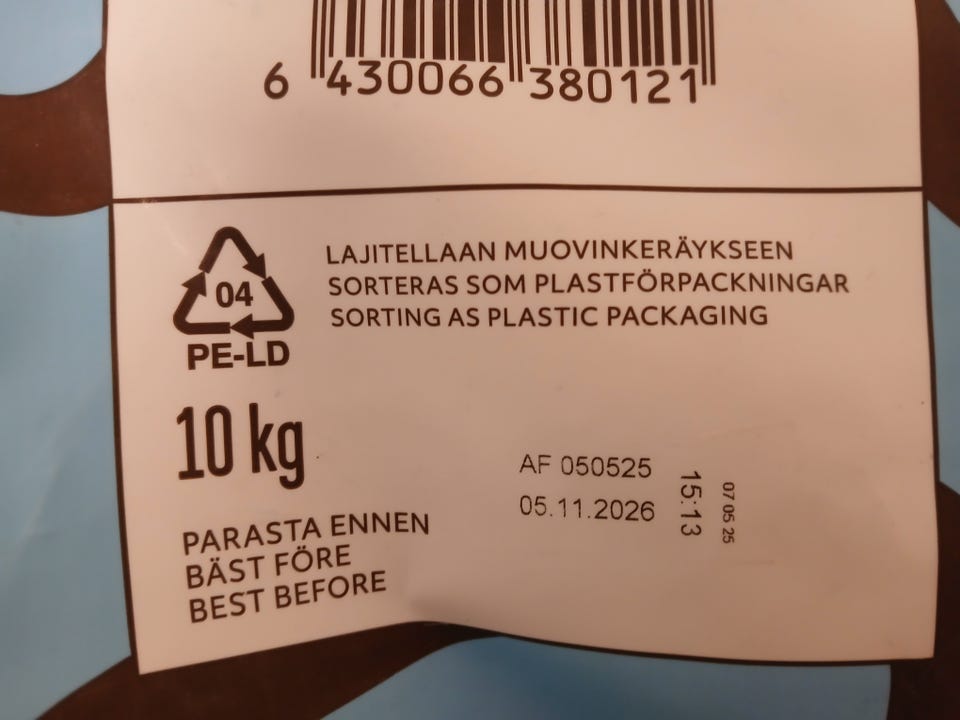 6 430066 380121
04
PE-LD
LAJITELLAAN MUOVINKERÄYKSEEN
SORTERAS SOM PLASTFÖRPACKNINGAR
SORTING AS PLASTIC PACKAGING
10 kg
PARASTA ENNEN
BÄST FÖRE
BEST BEFORE
AF 050525
05.11.2026
15:13
07 05 25